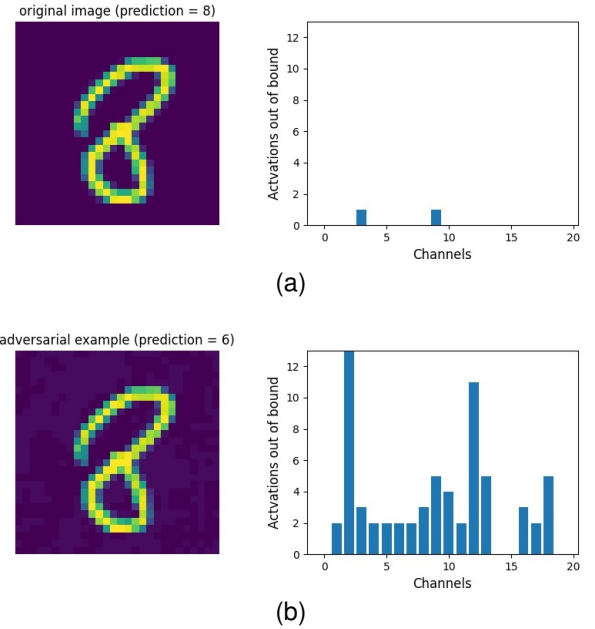 original image (prediction = 8)
12
10
8
6
4
2
0
Actvations out of bound
0 5 10 15 20
Channels
(a)
adversarial example (prediction = 6)
12
10
8
6
4
2
0
Actvations out of bound
0 5 10 15 20
Channels
(b)